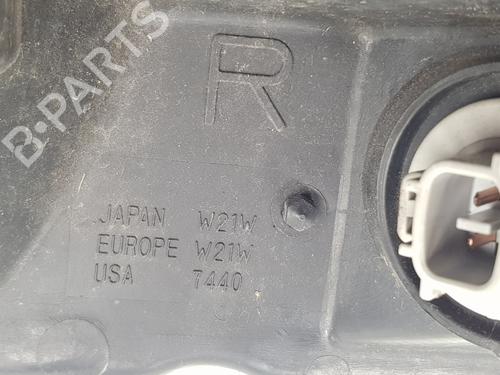 B-PARTS
R
JAPAN W21W
EUROPE W21W
USA 7440